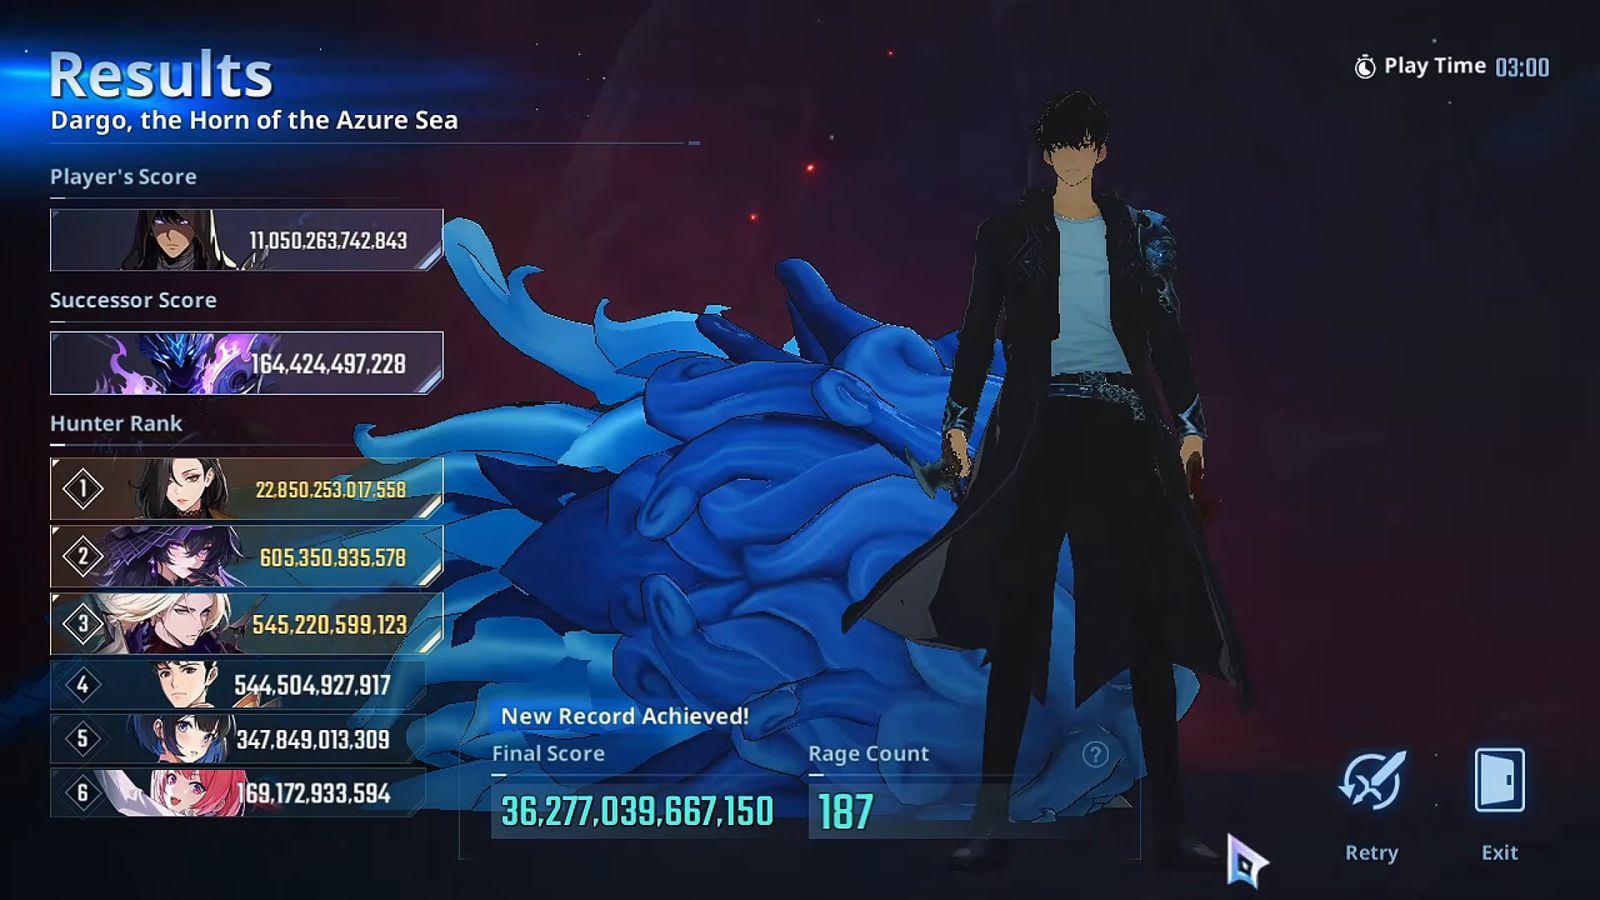 Results
Dargo, the Horn of the Azure Sea
Play Time 03:00
Player's Score
11,050,263,742,843
Successor Score
164,424,497,228
Hunter Rank
1 22,850,253,017,558
2 605,350,935,578
3 545,220,599,123
4 544,504,927,917
5 347,849,013,309
6 169,172,933,594
New Record Achieved!
Final Score
36,277,039,667,150
Rage Count ?
187
Retry
Exit